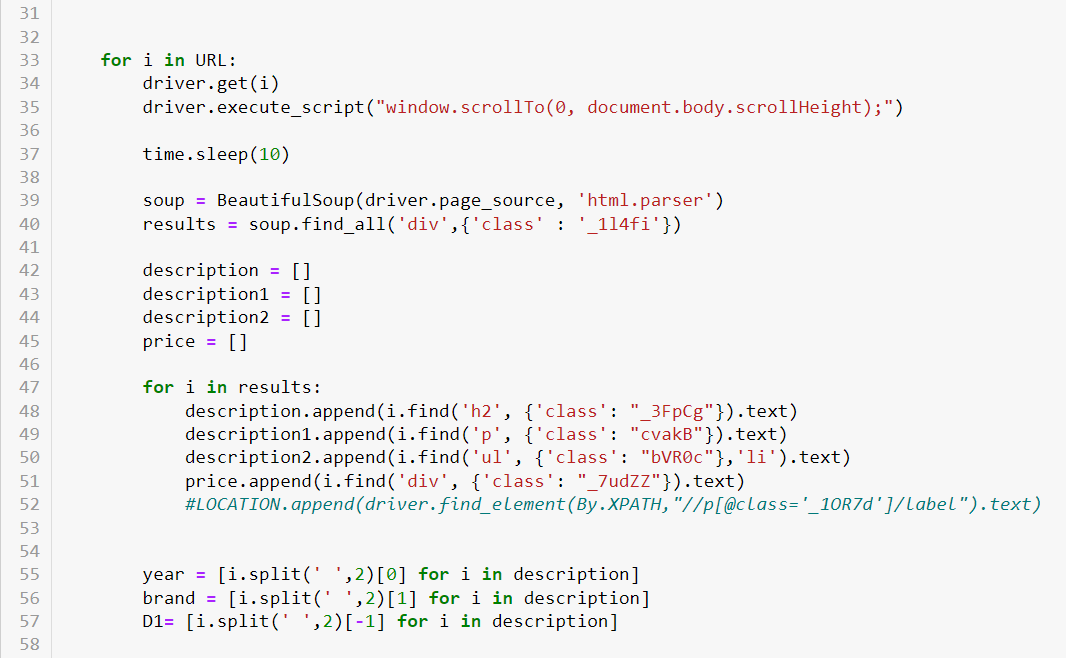 31
32
33 for i in URL:
34 driver.get(i)
35 driver.execute_script("window.scrollTo(0, document.body.scrollHeight);")
36
37 time.sleep(10)
38
39 soup = BeautifulSoup(driver.page_source, 'html.parser')
40 results = soup.find_all('div',{'class' : '_1l4fi'})
41
42 description = []
43 description1 = []
44 description2 = []
45 price = []
46
47 for i in results:
48 description.append(i.find('h2', {'class': "_3FpCg"}).text)
49 description1.append(i.find('p', {'class': "cvakB"}).text)
50 description2.append(i.find('ul', {'class': "bVR0c"},'li').text)
51 price.append(i.find('div', {'class': "_7udZZ"}).text)
52 #LOCATION.append(driver.find_element(By.XPATH,"//p[@class='_1OR7d']/label").text)
53
54
55 year = [i.split(' ',2)[0] for i in description]
56 brand = [i.split(' ',2)[1] for i in description]
57 D1= [i.split(' ',2)[-1] for i in description]
58